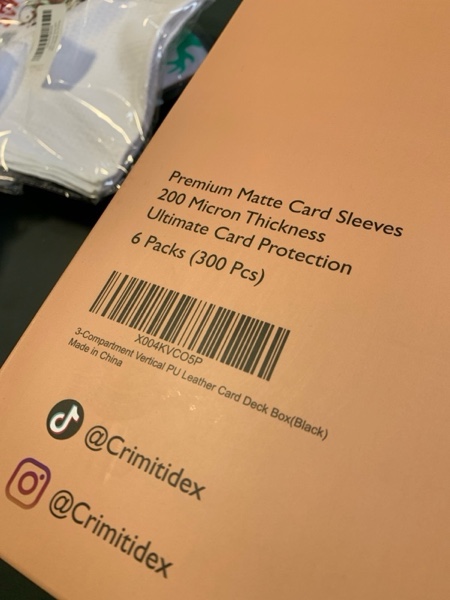 Premium Matte Card Sleeves
200 Micron Thickness
Ultimate Card Protection
6 Packs (300 Pcs)
X004KVCO5P
3-Compartment Vertical PU Leather Card Deck Box(Black)
Made in China
@Crimitidex
@Crimitidex